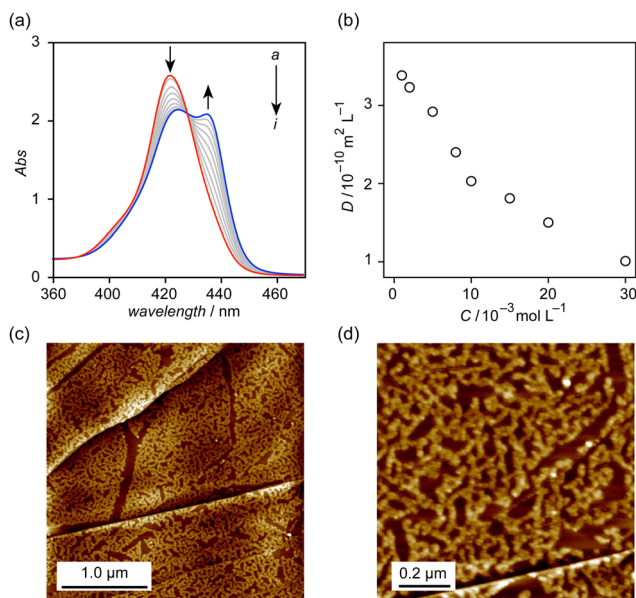 (a)
3
2
1
0
Abs
a
i
360 400 420 440 460
wavelength / nm
(b)
3
2
1
D / 10⁻¹⁰ m² L⁻¹
0 10 20 30
C / 10⁻³ mol L⁻¹
(c)
1.0 μm
(d)
0.2 μm